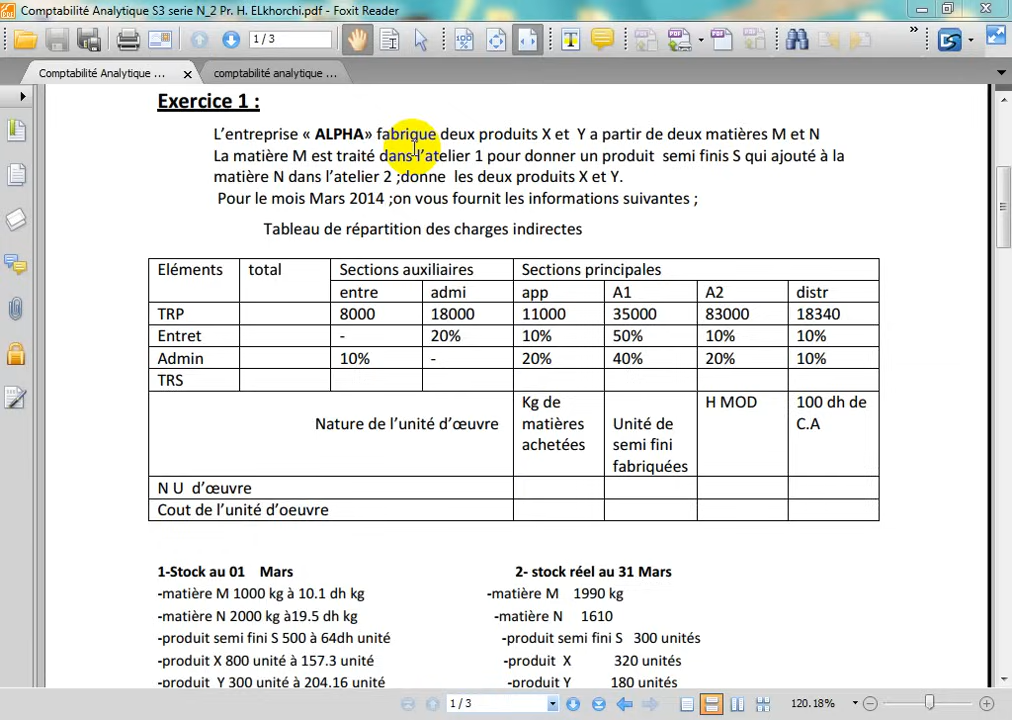 Comptabilité Analytique S3 serie N_2 Pr. H. ELkhorchi.pdf - Foxit Reader
1 / 3
Comptabilité Analytique ...
comptabilité analytique ...
Exercice 1 :
L'entreprise « ALPHA» fabrique deux produits X et Y a partir de deux matières M et N
La matière M est traité dans l'atelier 1 pour donner un produit semi finis S qui ajouté à la
matière N dans l'atelier 2 ;donne les deux produits X et Y.
Pour le mois Mars 2014 ;on vous fournit les informations suivantes ;
Tableau de répartition des charges indirectes
Eléments total Sections auxiliaires Sections principales
entre admi app A1 A2 distr
TRP 8000 18000 11000 35000 83000 18340
Entret - 20% 10% 50% 10% 10%
Admin 10% - 20% 40% 20% 10%
TRS
Nature de l'unité d'œuvre
Kg de
matières
achetées
Unité de
semi fini
fabriquées
H MOD
100 dh de
C.A
N U d'œuvre
Cout de l'unité d'oeuvre
1-Stock au 01 Mars
-matière M 1000 kg à 10.1 dh kg
-matière N 2000 kg à19.5 dh kg
-produit semi fini S 500 à 64dh unité
-produit X 800 unité à 157.3 unité
-produit Y 300 unité à 204.16 unité
2- stock réel au 31 Mars
-matière M 1990 kg
-matière N 1610
-produit semi fini S 300 unités
-produit X 320 unités
-produit Y 180 unités
1 / 3
120.18%